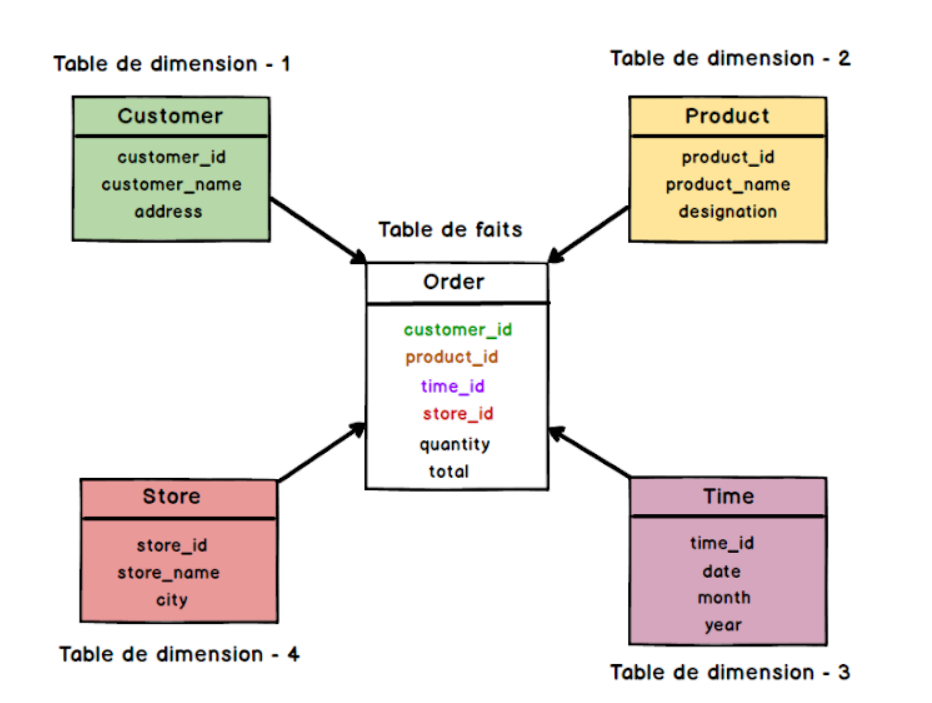 Table de dimension - 1
Customer
customer_id
customer_name
address
Table de dimension - 2
Product
product_id
product_name
designation
Table de faits
Order
customer_id
product_id
time_id
store_id
quantity
total
Store
store_id
store_name
city
Table de dimension - 4
Time
time_id
date
month
year
Table de dimension - 3